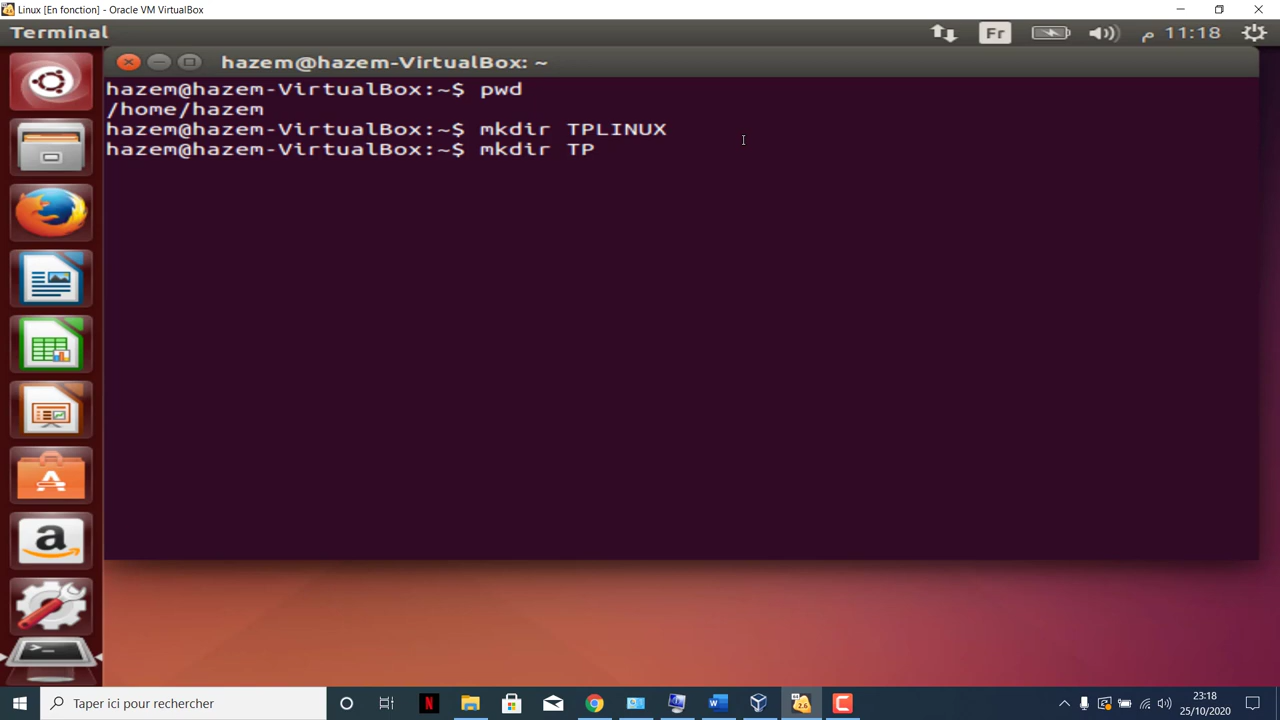 Linux [En fonction] - Oracle VM VirtualBox
Terminal
Fr
م 11:18
hazem@hazem-VirtualBox: ~
hazem@hazem-VirtualBox:~$ pwd
/home/hazem
hazem@hazem-VirtualBox:~$ mkdir TPLINUX
hazem@hazem-VirtualBox:~$ mkdir TP
Taper ici pour rechercher
23:18
25/10/2020